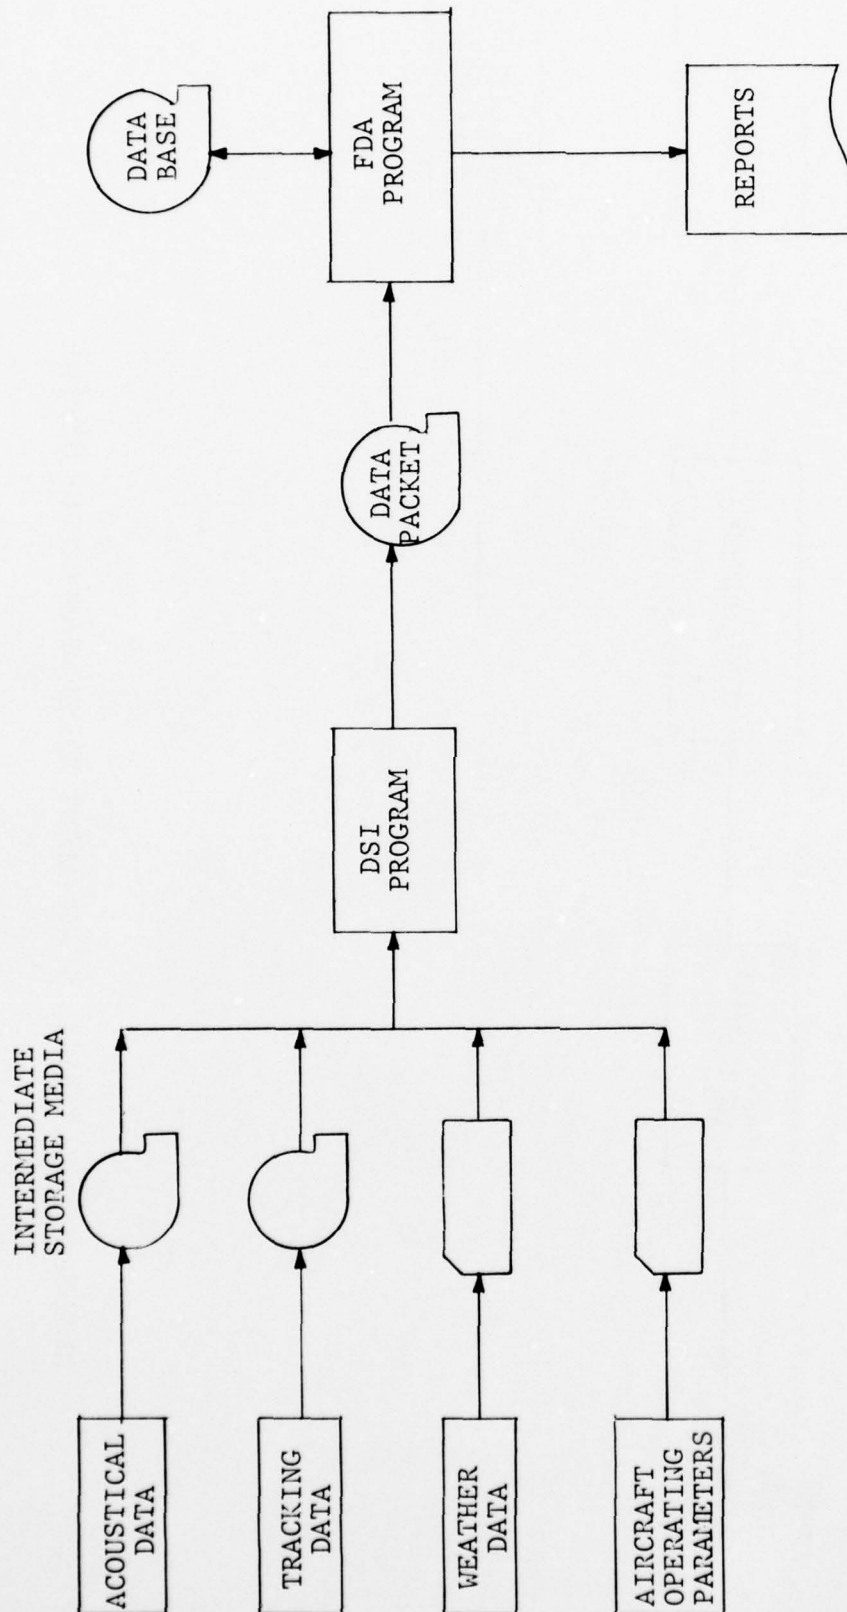 INTERMEDIATE
STORAGE MEDIA
ACOUSTICAL
DATA
TRACKING
DATA
WEATHER
DATA
AIRCRAFT
OPERATING
PARAMETERS
DSI
PROGRAM
DATA
PACKET
DATA
BASE
FDA
PROGRAM
REPORTS